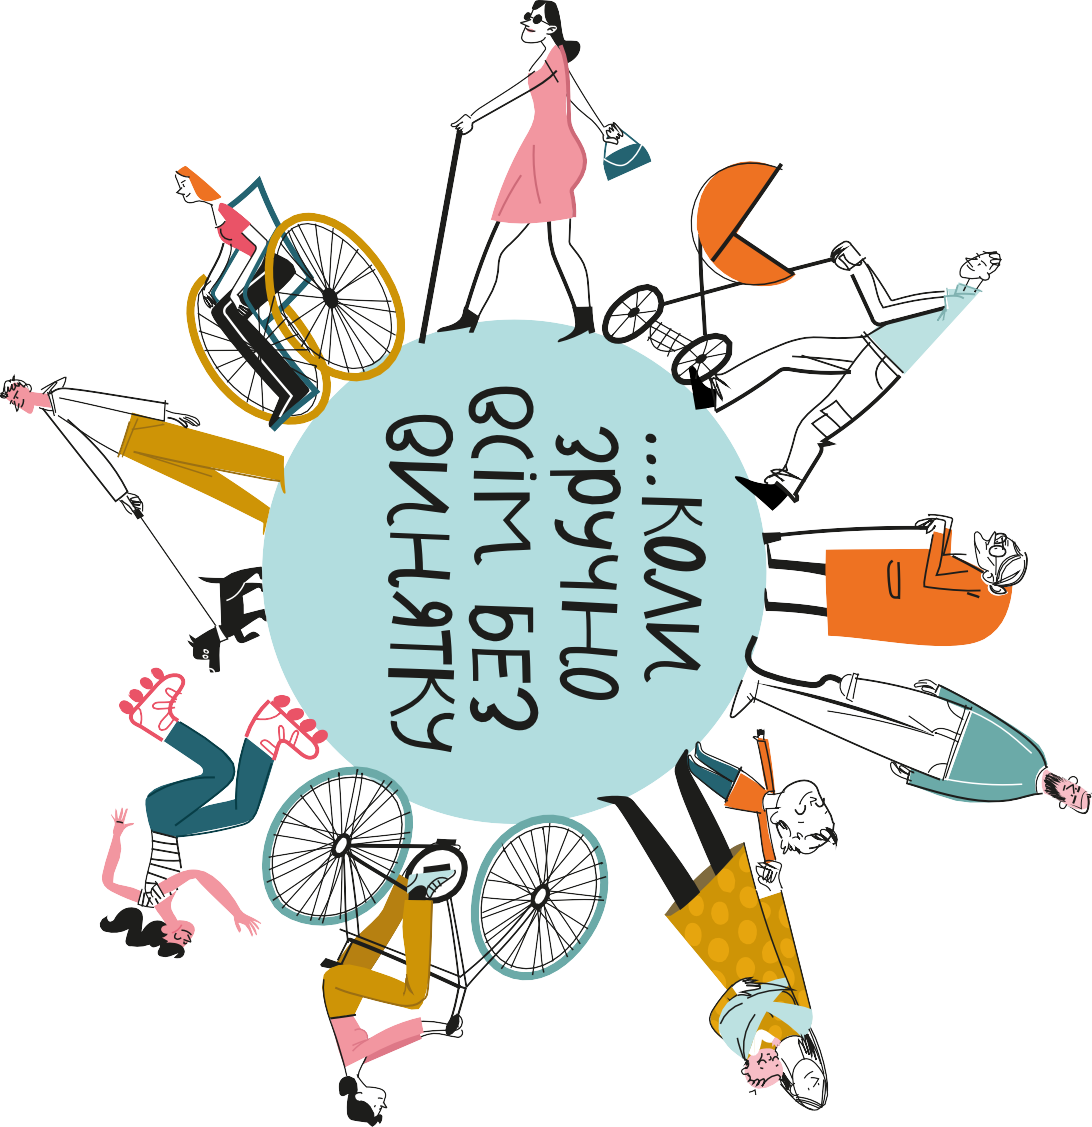 ...коли
зручно
всім без
винятку